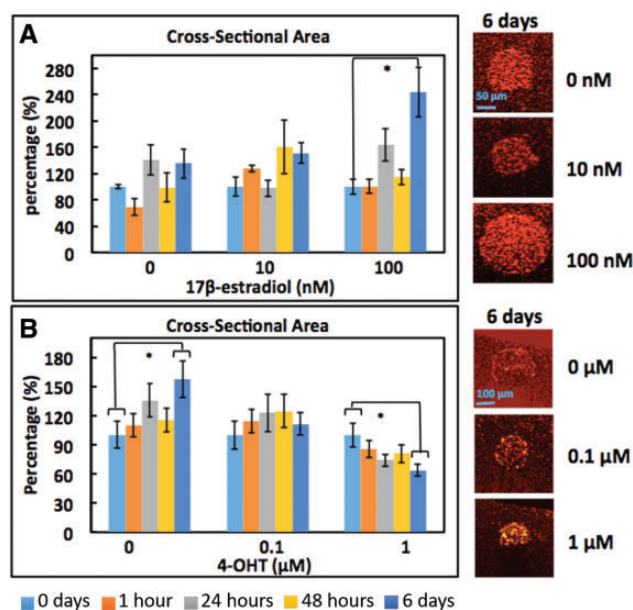 A
Cross-Sectional Area
280
240
200
160
120
80
40
0
percentage (%)
*
0 10 100
17β-estradiol (nM)
6 days
50 µm
0 nM
10 nM
100 nM
B
Cross-Sectional Area
180
150
120
90
60
30
0
Percentage (%)
*
*
0 0.1 1
4-OHT (µM)
6 days
100 µm
0 µM
0.1 µM
1 µM
0 days 1 hour 24 hours 48 hours 6 days